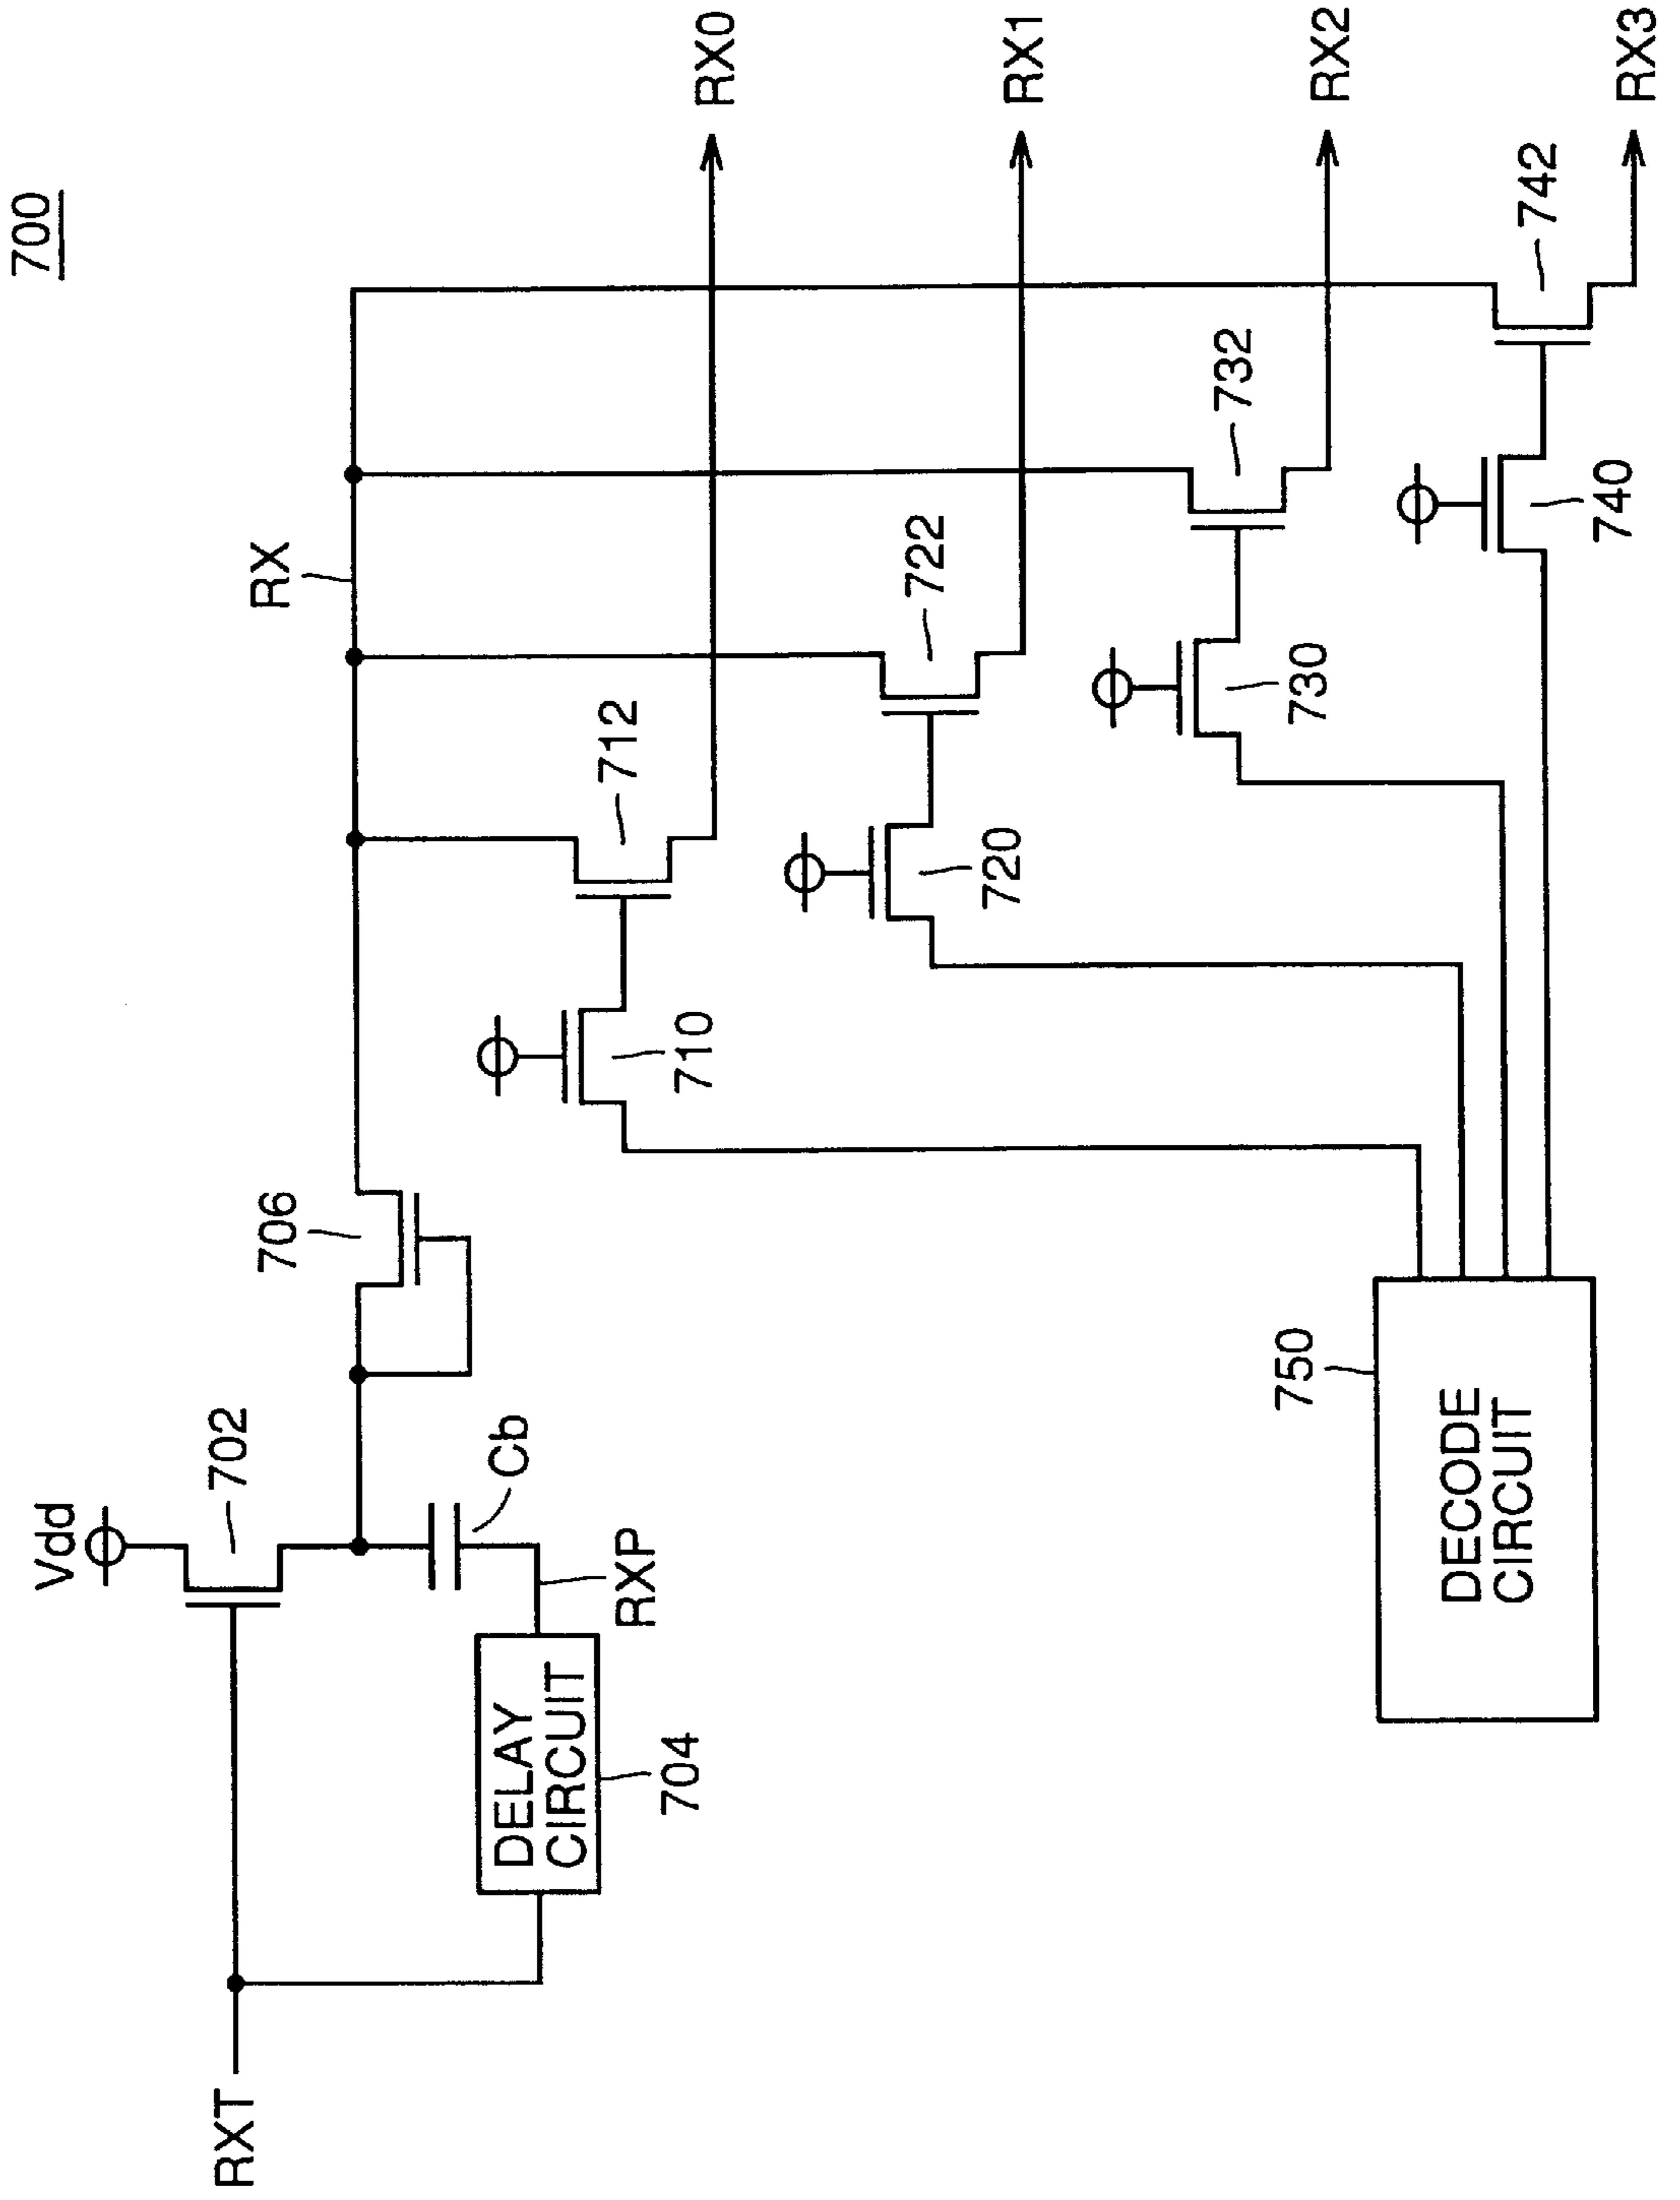 700
Vdd
702
706
RX
RX0
712
RXT
Cb
DELAY
CIRCUIT
704
RXP
710
722
RX1
720
732
RX2
730
742
RX3
740
750
DECODE
CIRCUIT